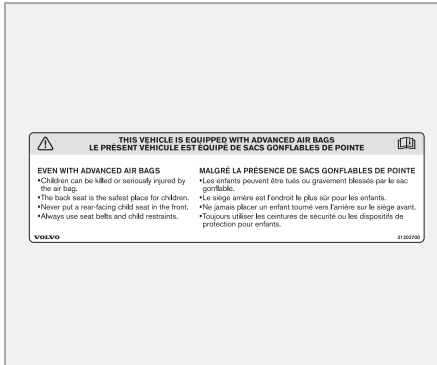 THIS VEHICLE IS EQUIPPED WITH ADVANCED AIR BAGS
LE PRÉSENT VÉHICULE EST ÉQUIPÉ DE SACS GONFLABLES DE POINTE
EVEN WITH ADVANCED AIR BAGS
•Children can be killed or seriously injured by
the air bag.
•The back seat is the safest place for children.
•Never put a rear-facing child seat in the front.
•Always use seat belts and child restraints.
MALGRÉ LA PRÉSENCE DE SACS GONFLABLES DE POINTE
•Les enfants peuvent être tués ou gravement blessés par le sac
gonflable.
•Le siège arrière est l'endroit le plus sûr pour les enfants.
•Ne jamais placer un enfant tourné vers l'arrière sur le siège avant.
•Toujours utiliser les ceintures de sécurité ou les dispositifs de
protection pour enfants.
VOLVO
31202700